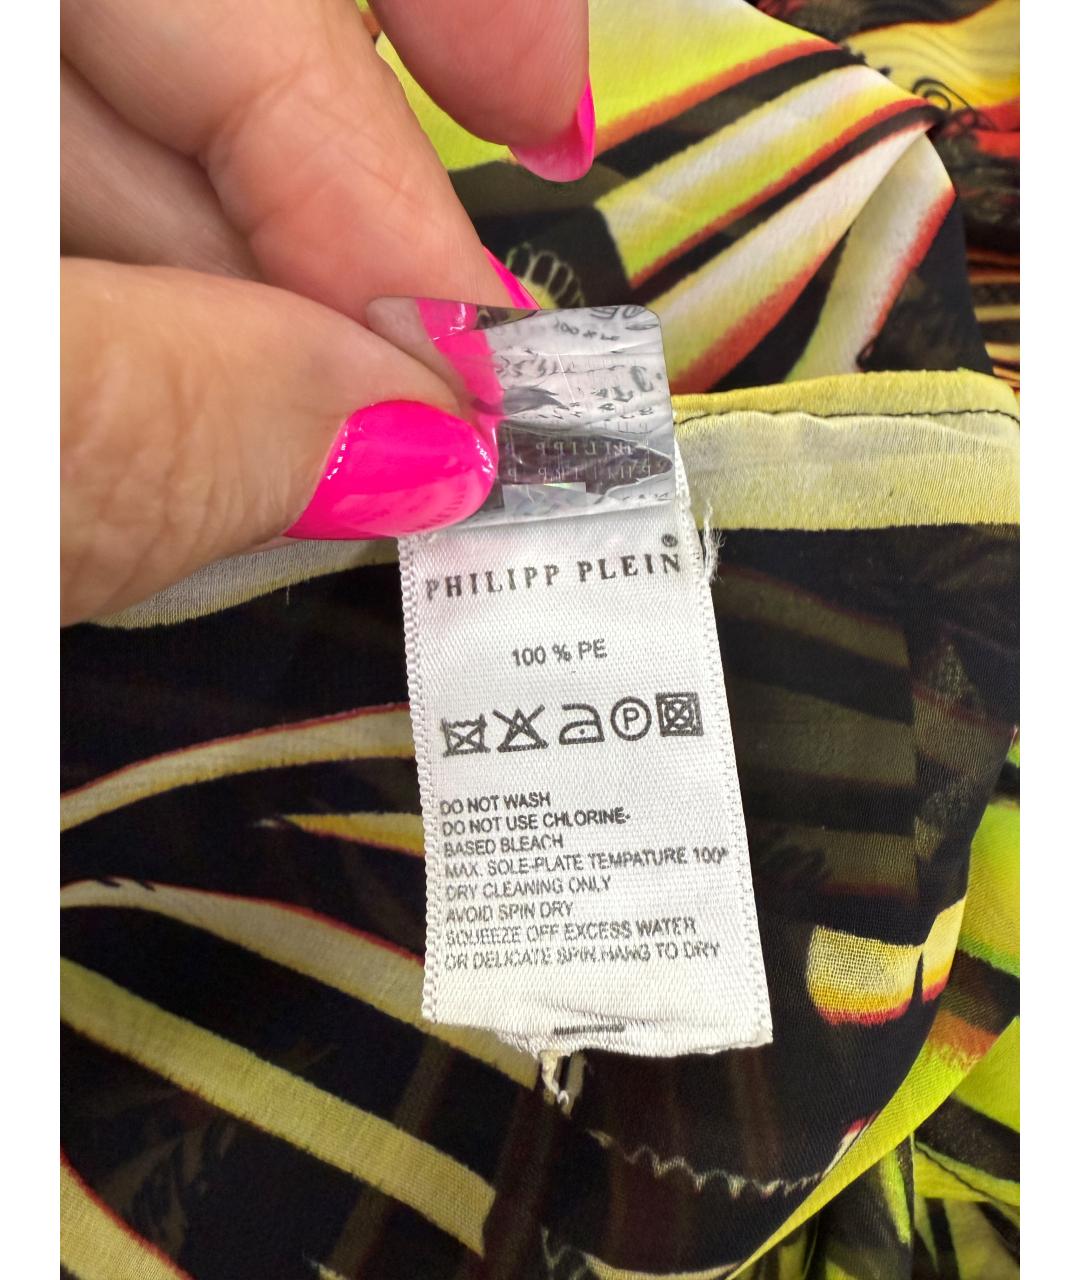 PHILIPP PLEIN®
100 % PE
P
DO NOT WASH
DO NOT USE CHLORINE-
BASED BLEACH
MAX. SOLE-PLATE TEMPATURE 100°
DRY CLEANING ONLY
AVOID SPIN DRY
SQUEEZE OFF EXCESS WATER
OR DELICATE SPIN.HANG TO DRY